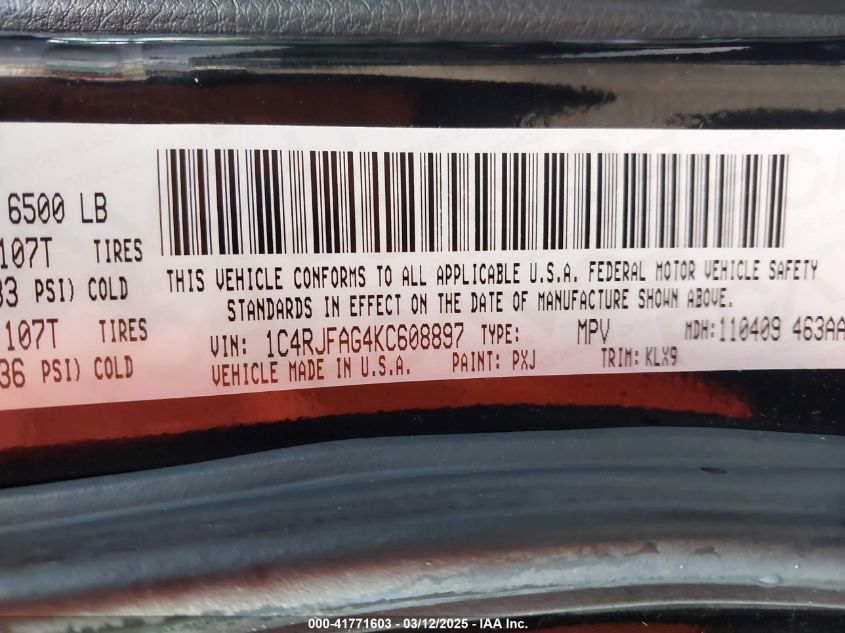 6500 LB
107T TIRES
33 PSI) COLD
107T TIRES
36 PSI) COLD
THIS VEHICLE CONFORMS TO ALL APPLICABLE U.S.A. FEDERAL MOTOR VEHICLE SAFETY
STANDARDS IN EFFECT ON THE DATE OF MANUFACTURE SHOWN ABOVE.
VIN: 1C4RJFAG4KC608897 TYPE: MPV MDH:110409 463AA
VEHICLE MADE IN U.S.A. PAINT: PXJ TRIM: KLX9
000-41771603 - 03/12/2025 - IAA Inc.